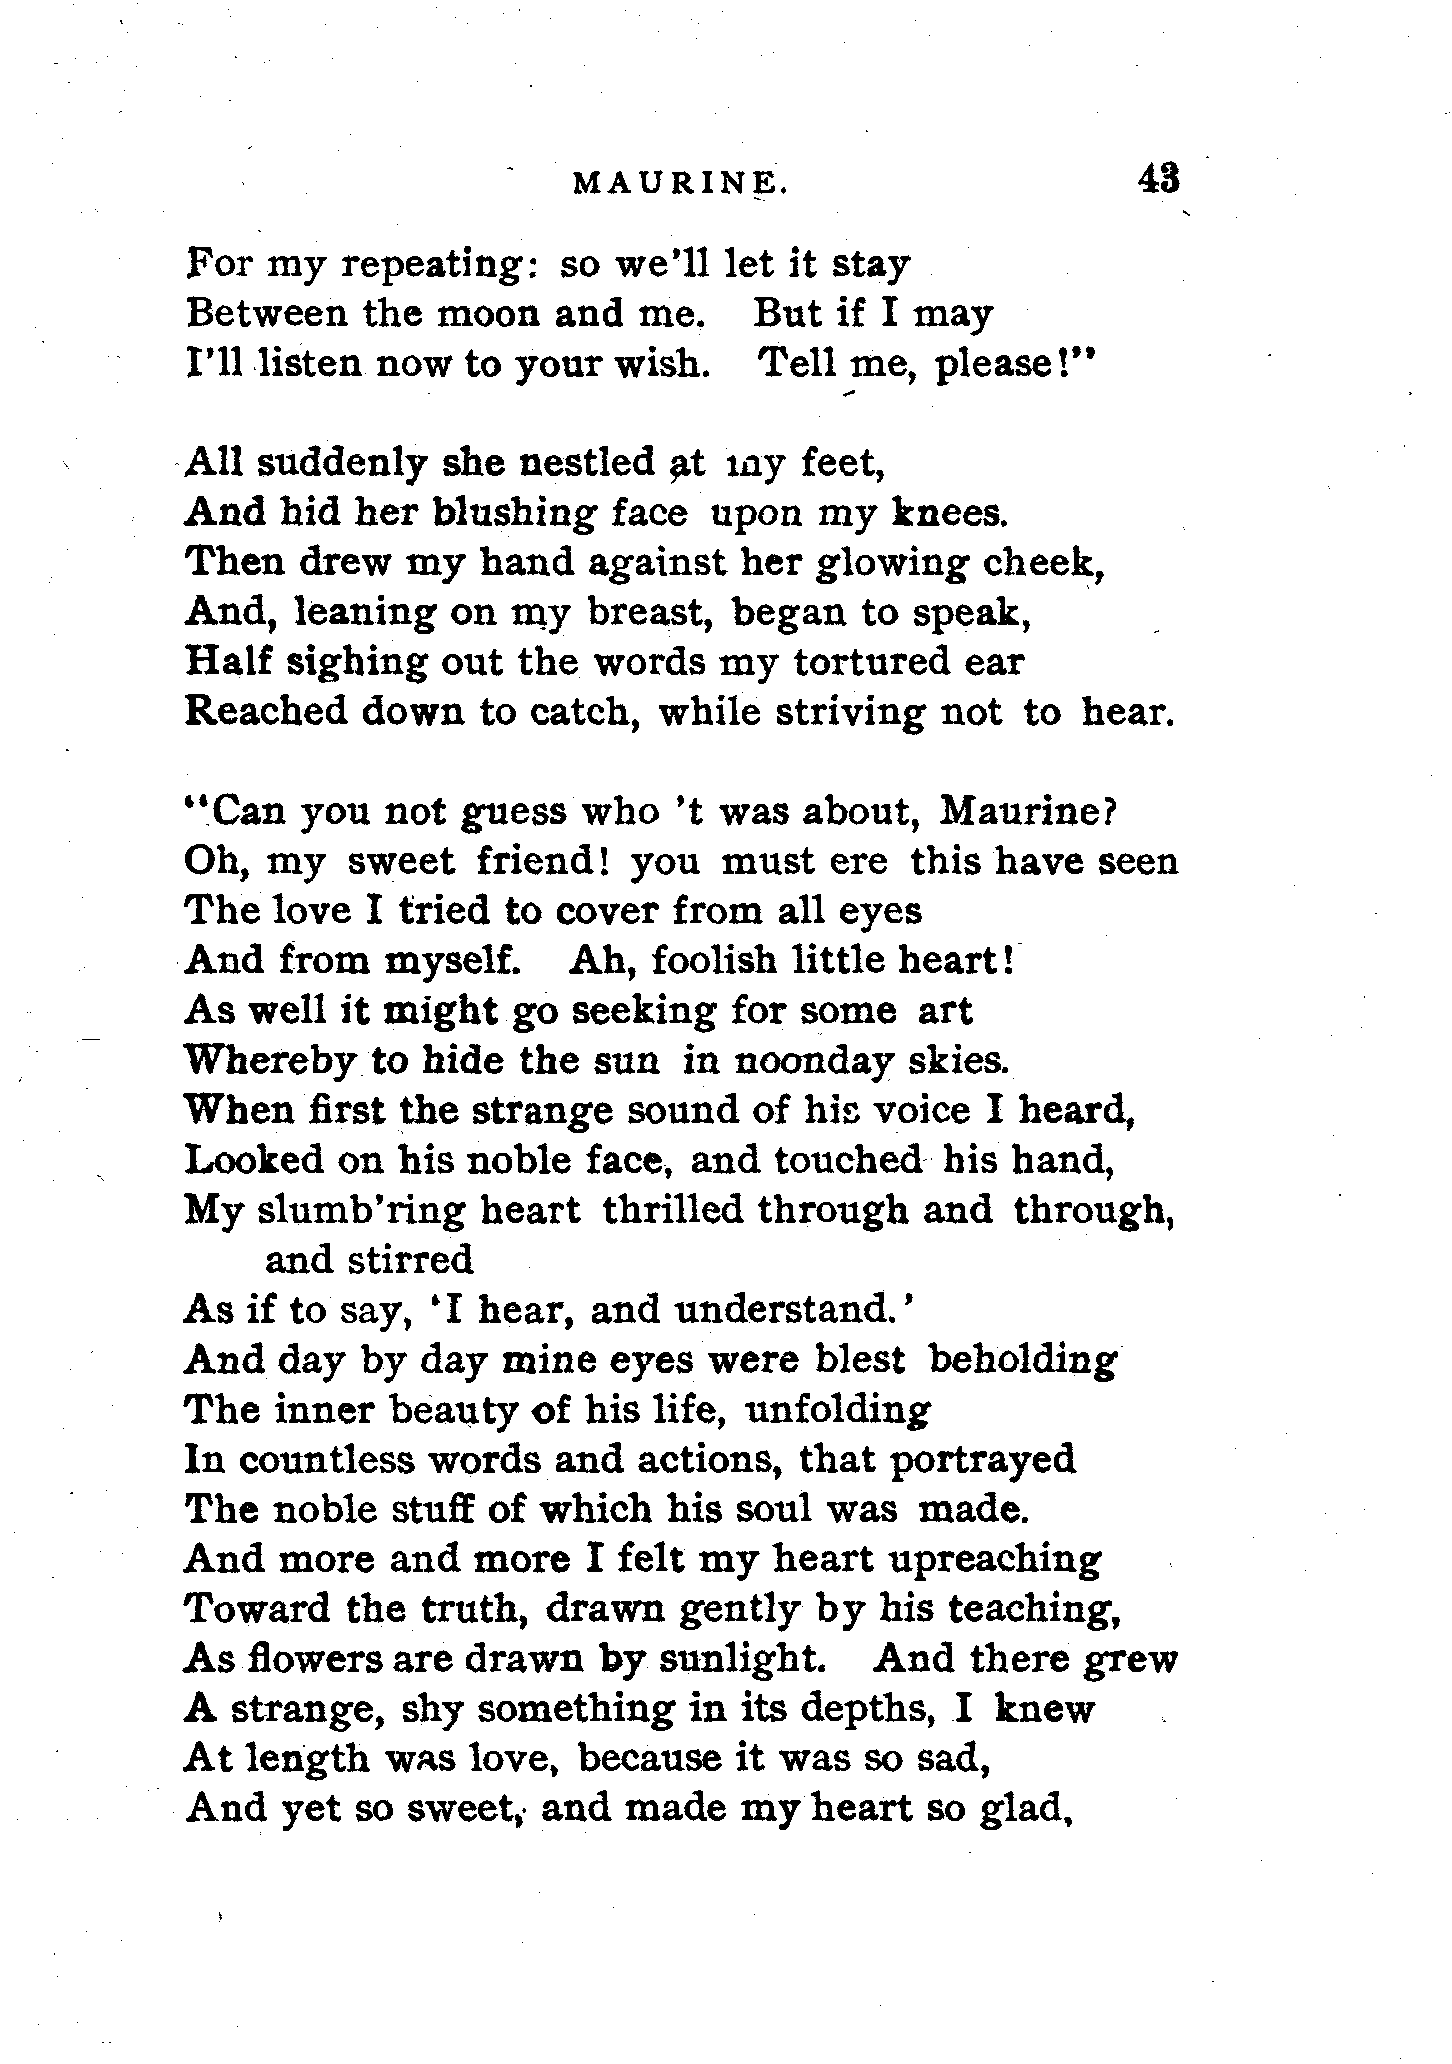 MAURINE. 43
For my repeating: so we'll let it stay
Between the moon and me. But if I may
I'll listen now to your wish. Tell me, please!"
All suddenly she nestled at my feet,
And hid her blushing face upon my knees.
Then drew my hand against her glowing cheek,
And, leaning on my breast, began to speak,
Half sighing out the words my tortured ear
Reached down to catch, while striving not to hear.
"Can you not guess who 't was about, Maurine?
Oh, my sweet friend! you must ere this have seen
The love I tried to cover from all eyes
And from myself. Ah, foolish little heart!
As well it might go seeking for some art
Whereby to hide the sun in noonday skies.
When first the strange sound of his voice I heard,
Looked on his noble face, and touched his hand,
My slumb'ring heart thrilled through and through,
and stirred
As if to say, 'I hear, and understand.'
And day by day mine eyes were blest beholding
The inner beauty of his life, unfolding
In countless words and actions, that portrayed
The noble stuff of which his soul was made.
And more and more I felt my heart upreaching
Toward the truth, drawn gently by his teaching,
As flowers are drawn by sunlight. And there grew
A strange, shy something in its depths, I knew
At length was love, because it was so sad,
And yet so sweet, and made my heart so glad,